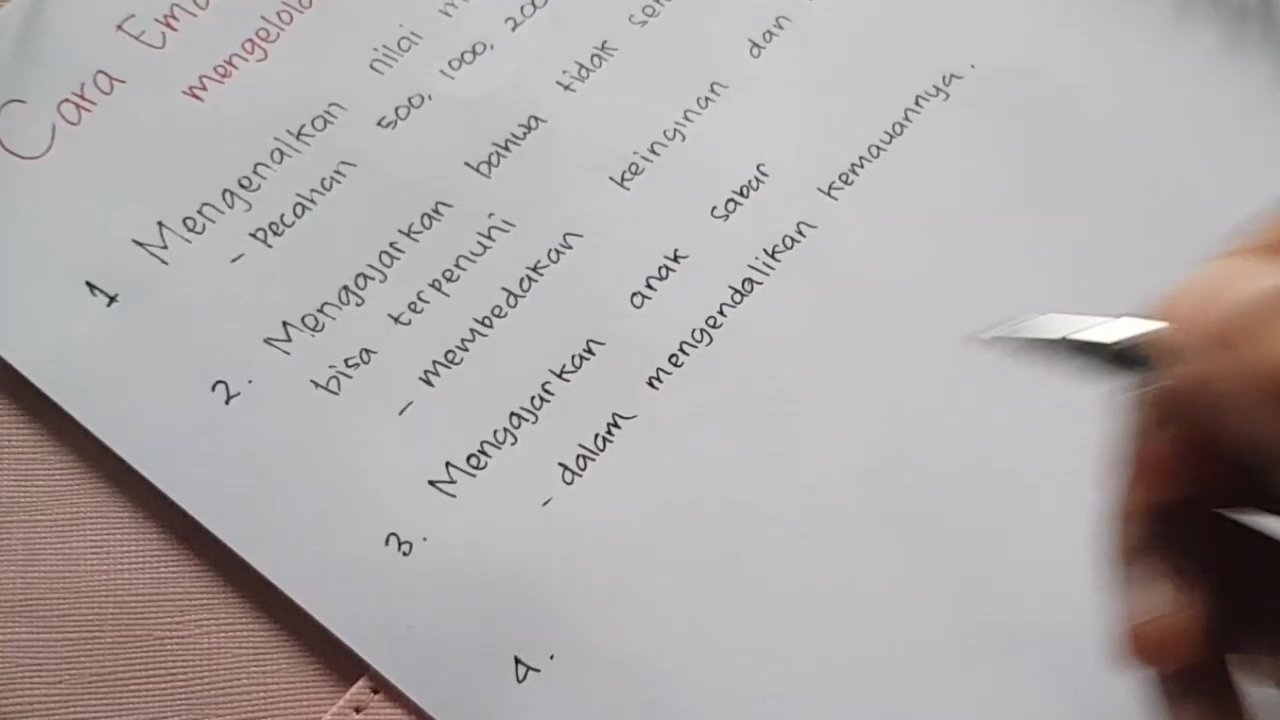 Cara
mengelola
1 Mengenalkan nilai
- Pecahan 500, 1000, 200
2. Mengajarkan bahwa tidak
bisa terpenuhi
- membedakan keinginan dan
3. Mengajarkan anak sabar
- dalam mengendalikan kemauannya.
4.